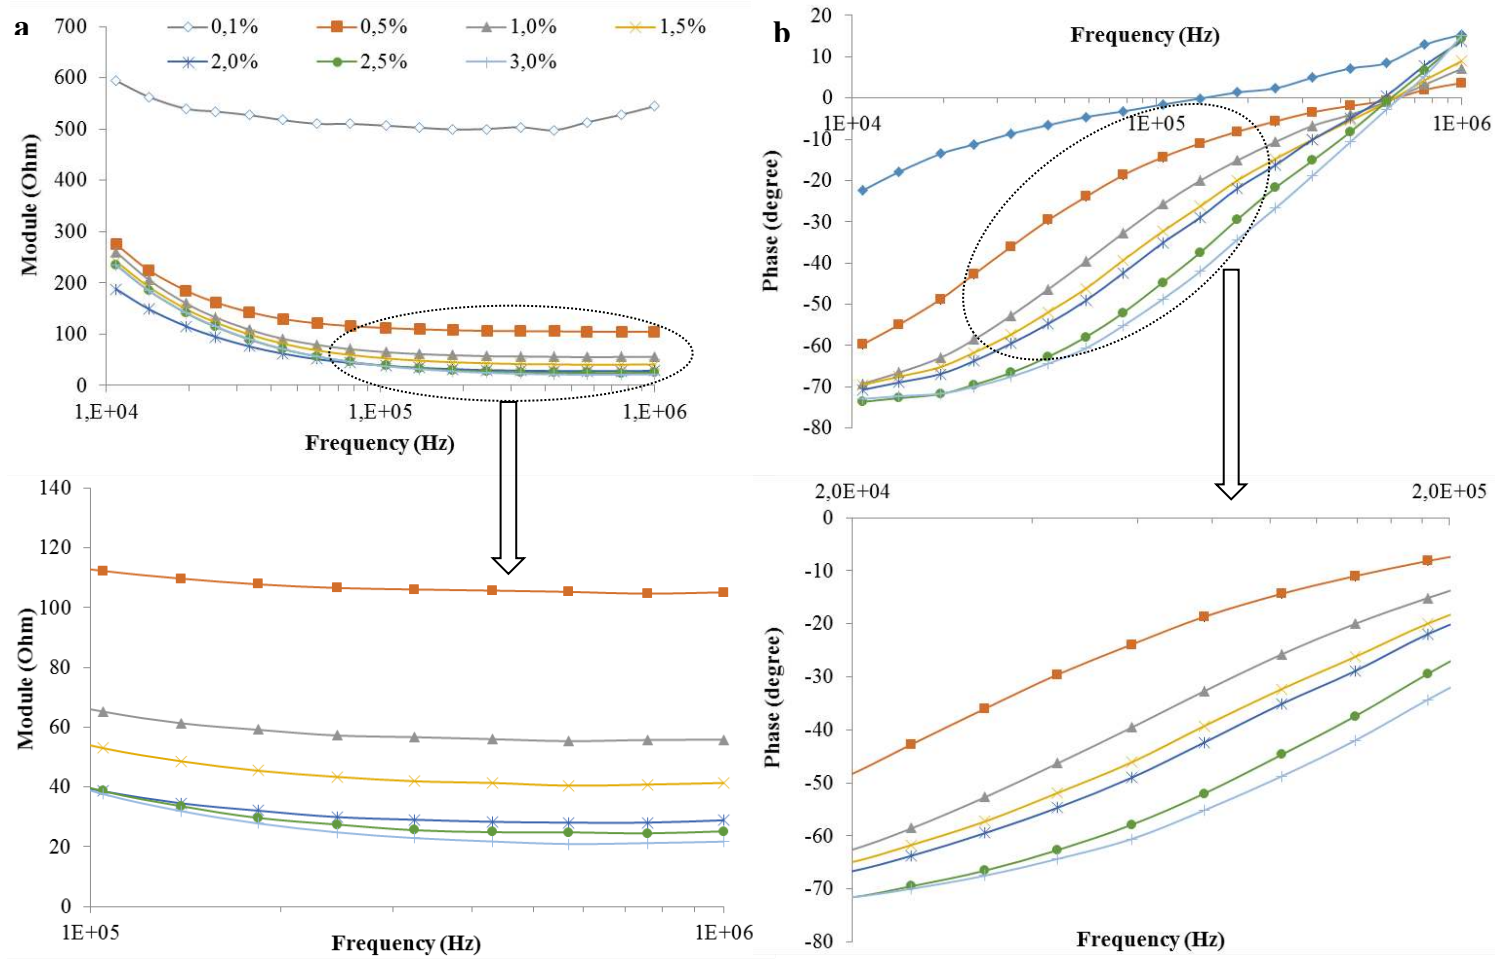 a
700
600
500
400
300
200
100
0
Module (Ohm)
0,1% 0,5% 1,0% 1,5%
2,0% 2,5% 3,0%
1,E+04 1,E+05 1,E+06
Frequency (Hz)
b
20
10
0
-10
-20
-30
-40
-50
-60
-70
-80
Phase (degree)
Frequency (Hz)
1E+04 1E+05 1E+06
140
120
100
80
60
40
20
0
Module (Ohm)
1E+05 1E+06
Frequency (Hz)
2,0E+04 2,0E+05
0
-10
-20
-30
-40
-50
-60
-70
-80
Phase (degree)
Frequency (Hz)